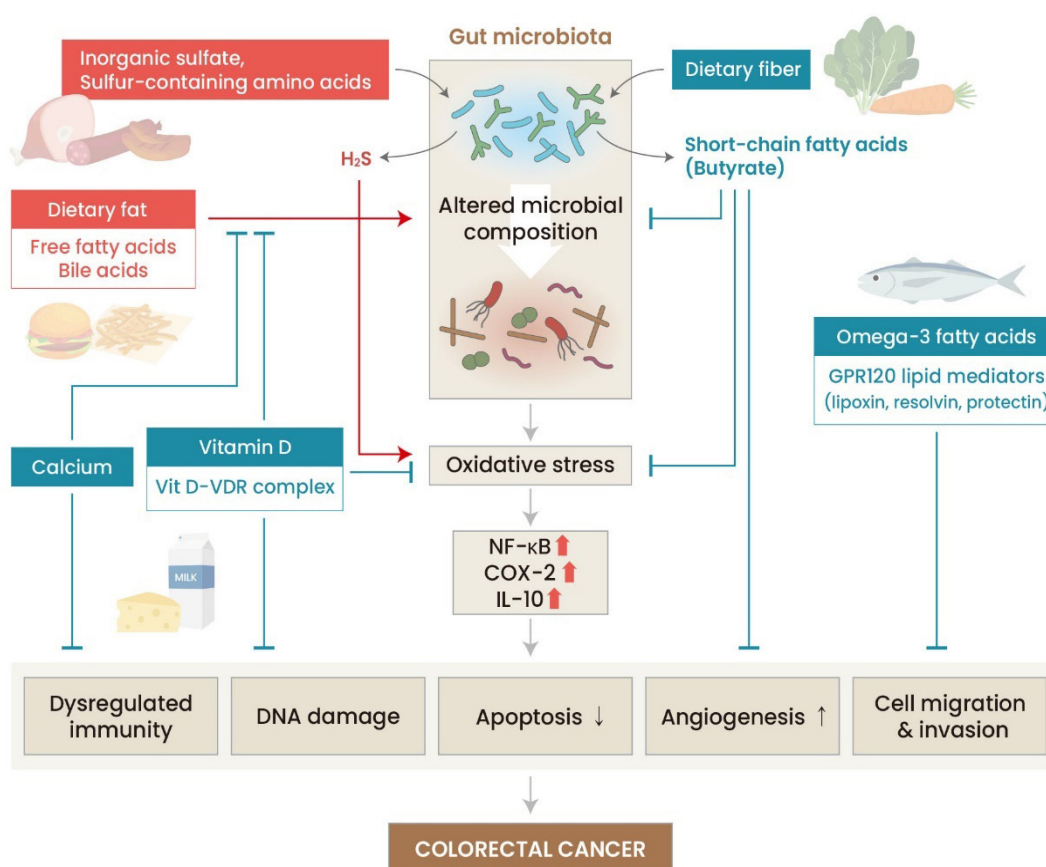 Gut microbiota
Inorganic sulfate,
Sulfur-containing amino acids
Dietary fiber
H₂S
Short-chain fatty acids
(Butyrate)
Dietary fat
Free fatty acids
Bile acids
Altered microbial
composition
Omega-3 fatty acids
GPR120 lipid mediators
(lipoxin, resolvin, protectin)
Calcium
Vitamin D
Vit D-VDR complex
Oxidative stress
MILK
NF-κB
COX-2
IL-10
Dysregulated
immunity
DNA damage
Apoptosis ↓
Angiogenesis ↑
Cell migration
& invasion
COLORECTAL CANCER